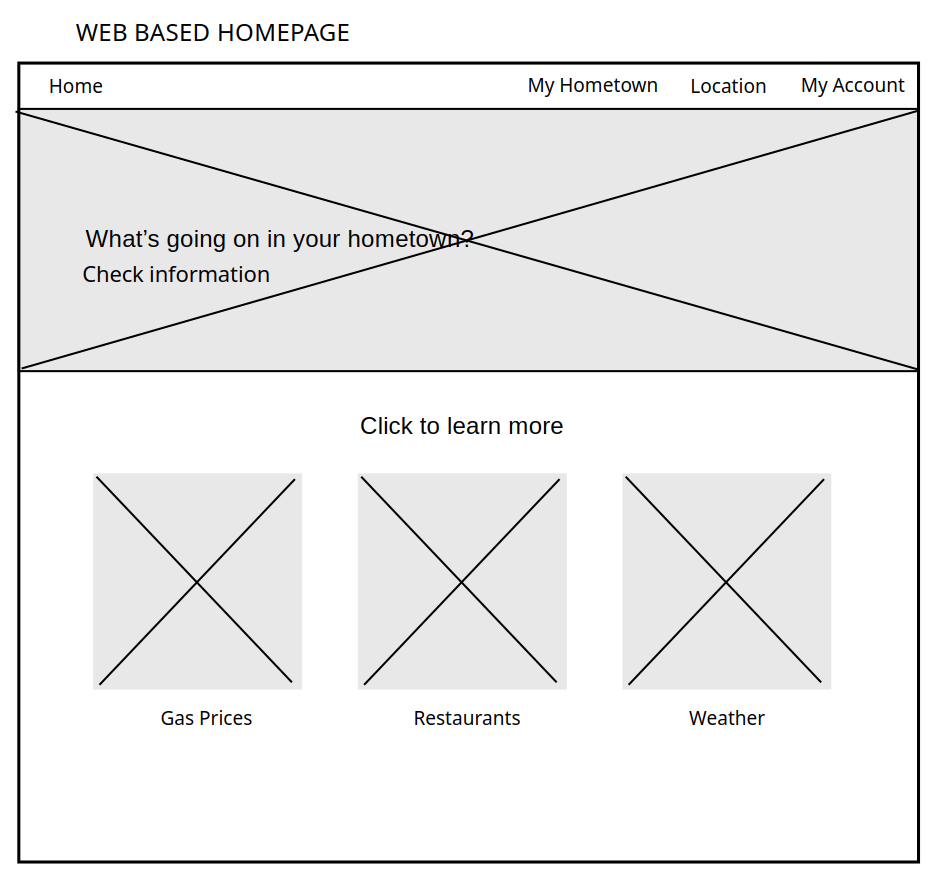 WEB BASED HOMEPAGE
Home My Hometown Location My Account
What’s going on in your hometown?
Check information
Click to learn more
Gas Prices Restaurants Weather